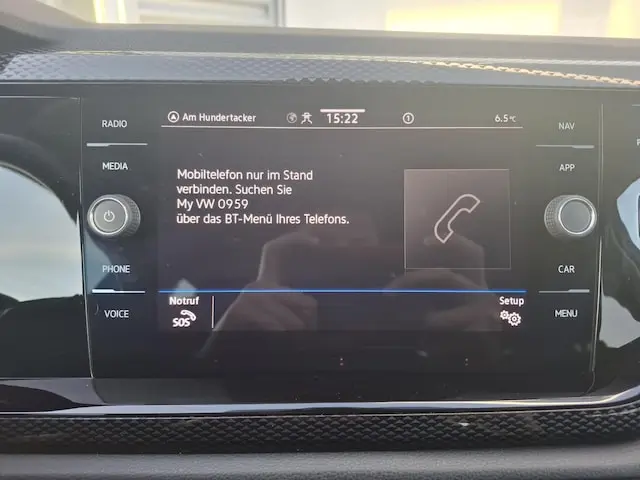 RADIO
MEDIA
PHONE
VOICE
Am Hundertacker
15:22
6.5°C
Mobiltelefon nur im Stand
verbinden. Suchen Sie
My VW 0959
über das BT-Menü Ihres Telefons.
Notruf
SOS
Setup
NAV
APP
CAR
MENU